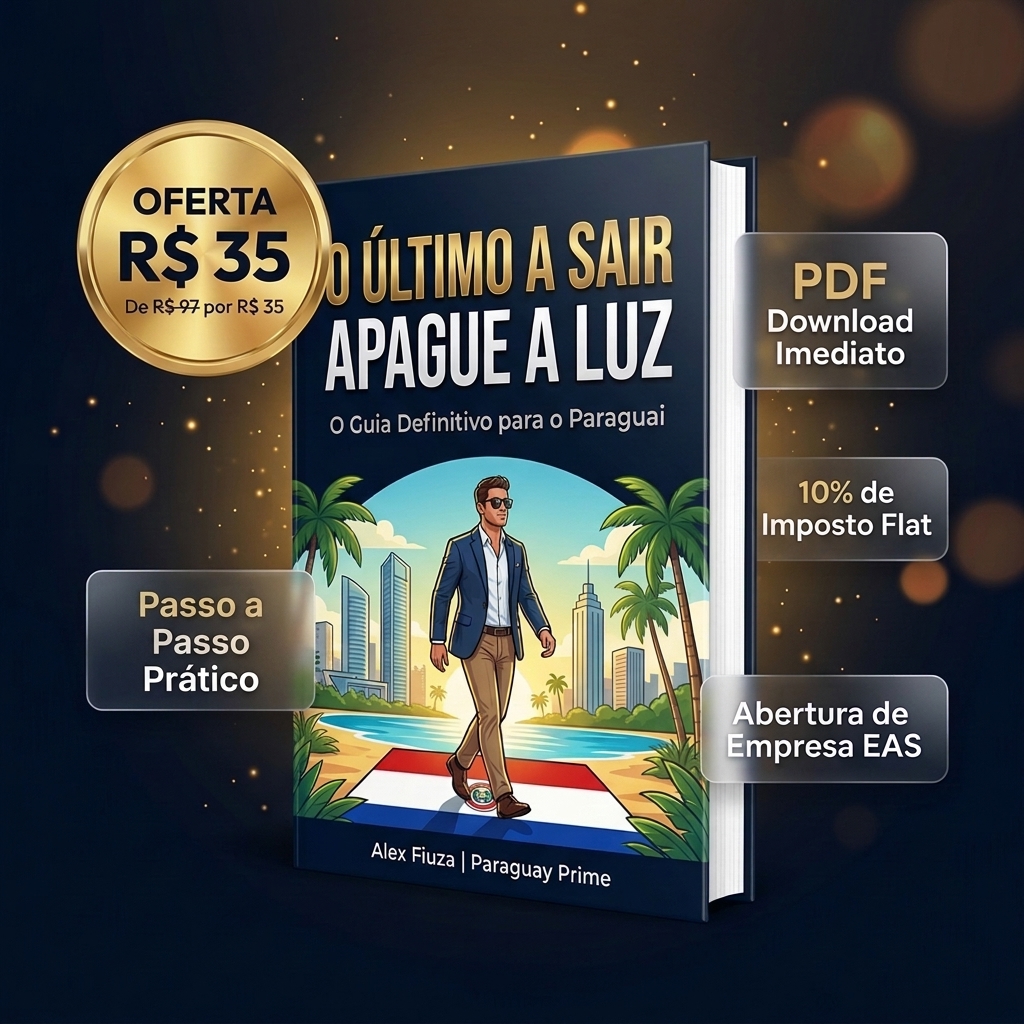 OFERTA
R$ 35
De R$ 97 por R$ 35
O ÚLTIMO A SAIR
APAGUE A LUZ
O Guia Definitivo para o Paraguai
PDF
Download
Imediato
10% de
Imposto Flat
Passo a
Passo
Prático
Abertura de
Empresa EAS
Alex Fiuza | Paraguay Prime